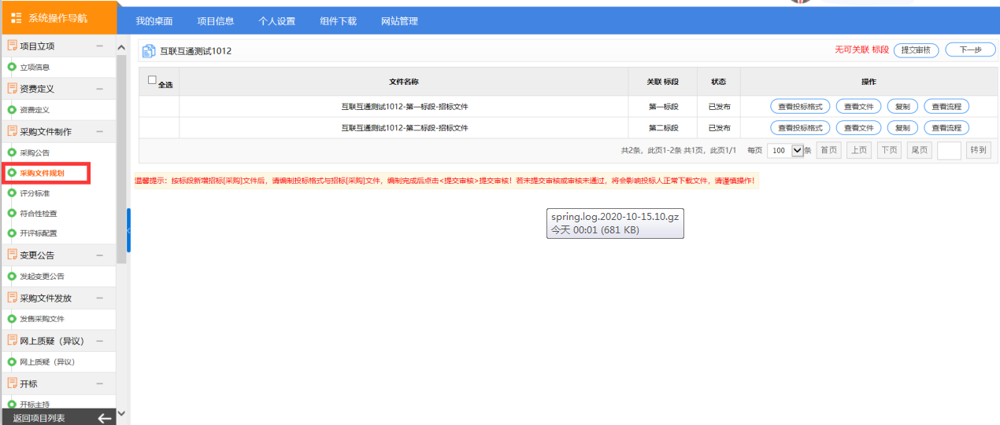 系统操作导航
我的桌面 项目信息 个人设置 组件下载 网站管理
项目立项
立项信息
资费定义
资费定义
采购文件制作
采购公告
采购文件规划
评分标准
符合性检查
开评标配置
变更公告
发起变更公告
采购文件发放
发售采购文件
网上质疑（异议）
网上质疑（异议）
开标
开标主持
返回项目列表
互联互通测试1012
无可关联 标段 提交审核 下一步
全选 文件名称 关联 标段 状态 操作
互联互通测试1012-第一标段-招标文件 第一标段 已发布 查看投标格式 查看文件 复制 查看流程
互联互通测试1012-第二标段-招标文件 第二标段 已发布 查看投标格式 查看文件 复制 查看流程
共2条，此页1-2条 共1页，此页1/1 每页 100 条 首页 上页 下页 尾页 转到
温馨提示：按标段新增招标[采购]文件后，请编制投标格式与招标[采购]文件，编制完成后点击<提交审核>提交审核！若未提交审核或审核未通过，将会影响投标人正常下载文件，请谨慎操作！
spring.log.2020-10-15.10.gz
今天 00:01 (681 KB)